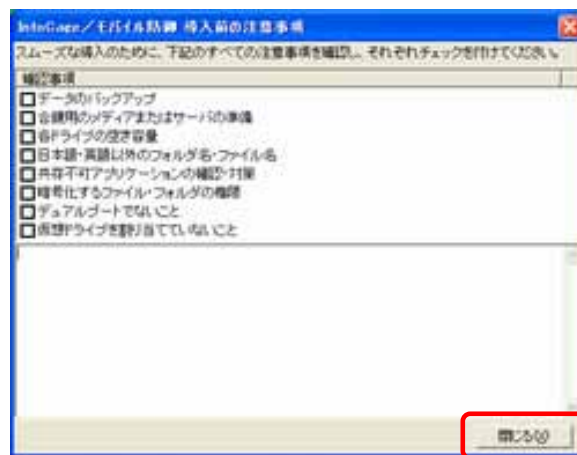 InfoCage／モバイル防御 導入前の注意事項
スムーズな導入のために、下記のすべての注意事項を確認し、それぞれチェックを付けてください。
確認事項
データのバックアップ
合鍵用のメディアまたはサーバの準備
各ドライブの空き容量
日本語・英語以外のフォルダ名・ファイル名
共存不可アプリケーションの確認・対策
暗号化するファイル・フォルダの権限
デュアルブートでないこと
仮想ドライブを割り当てていないこと
閉じる(X)